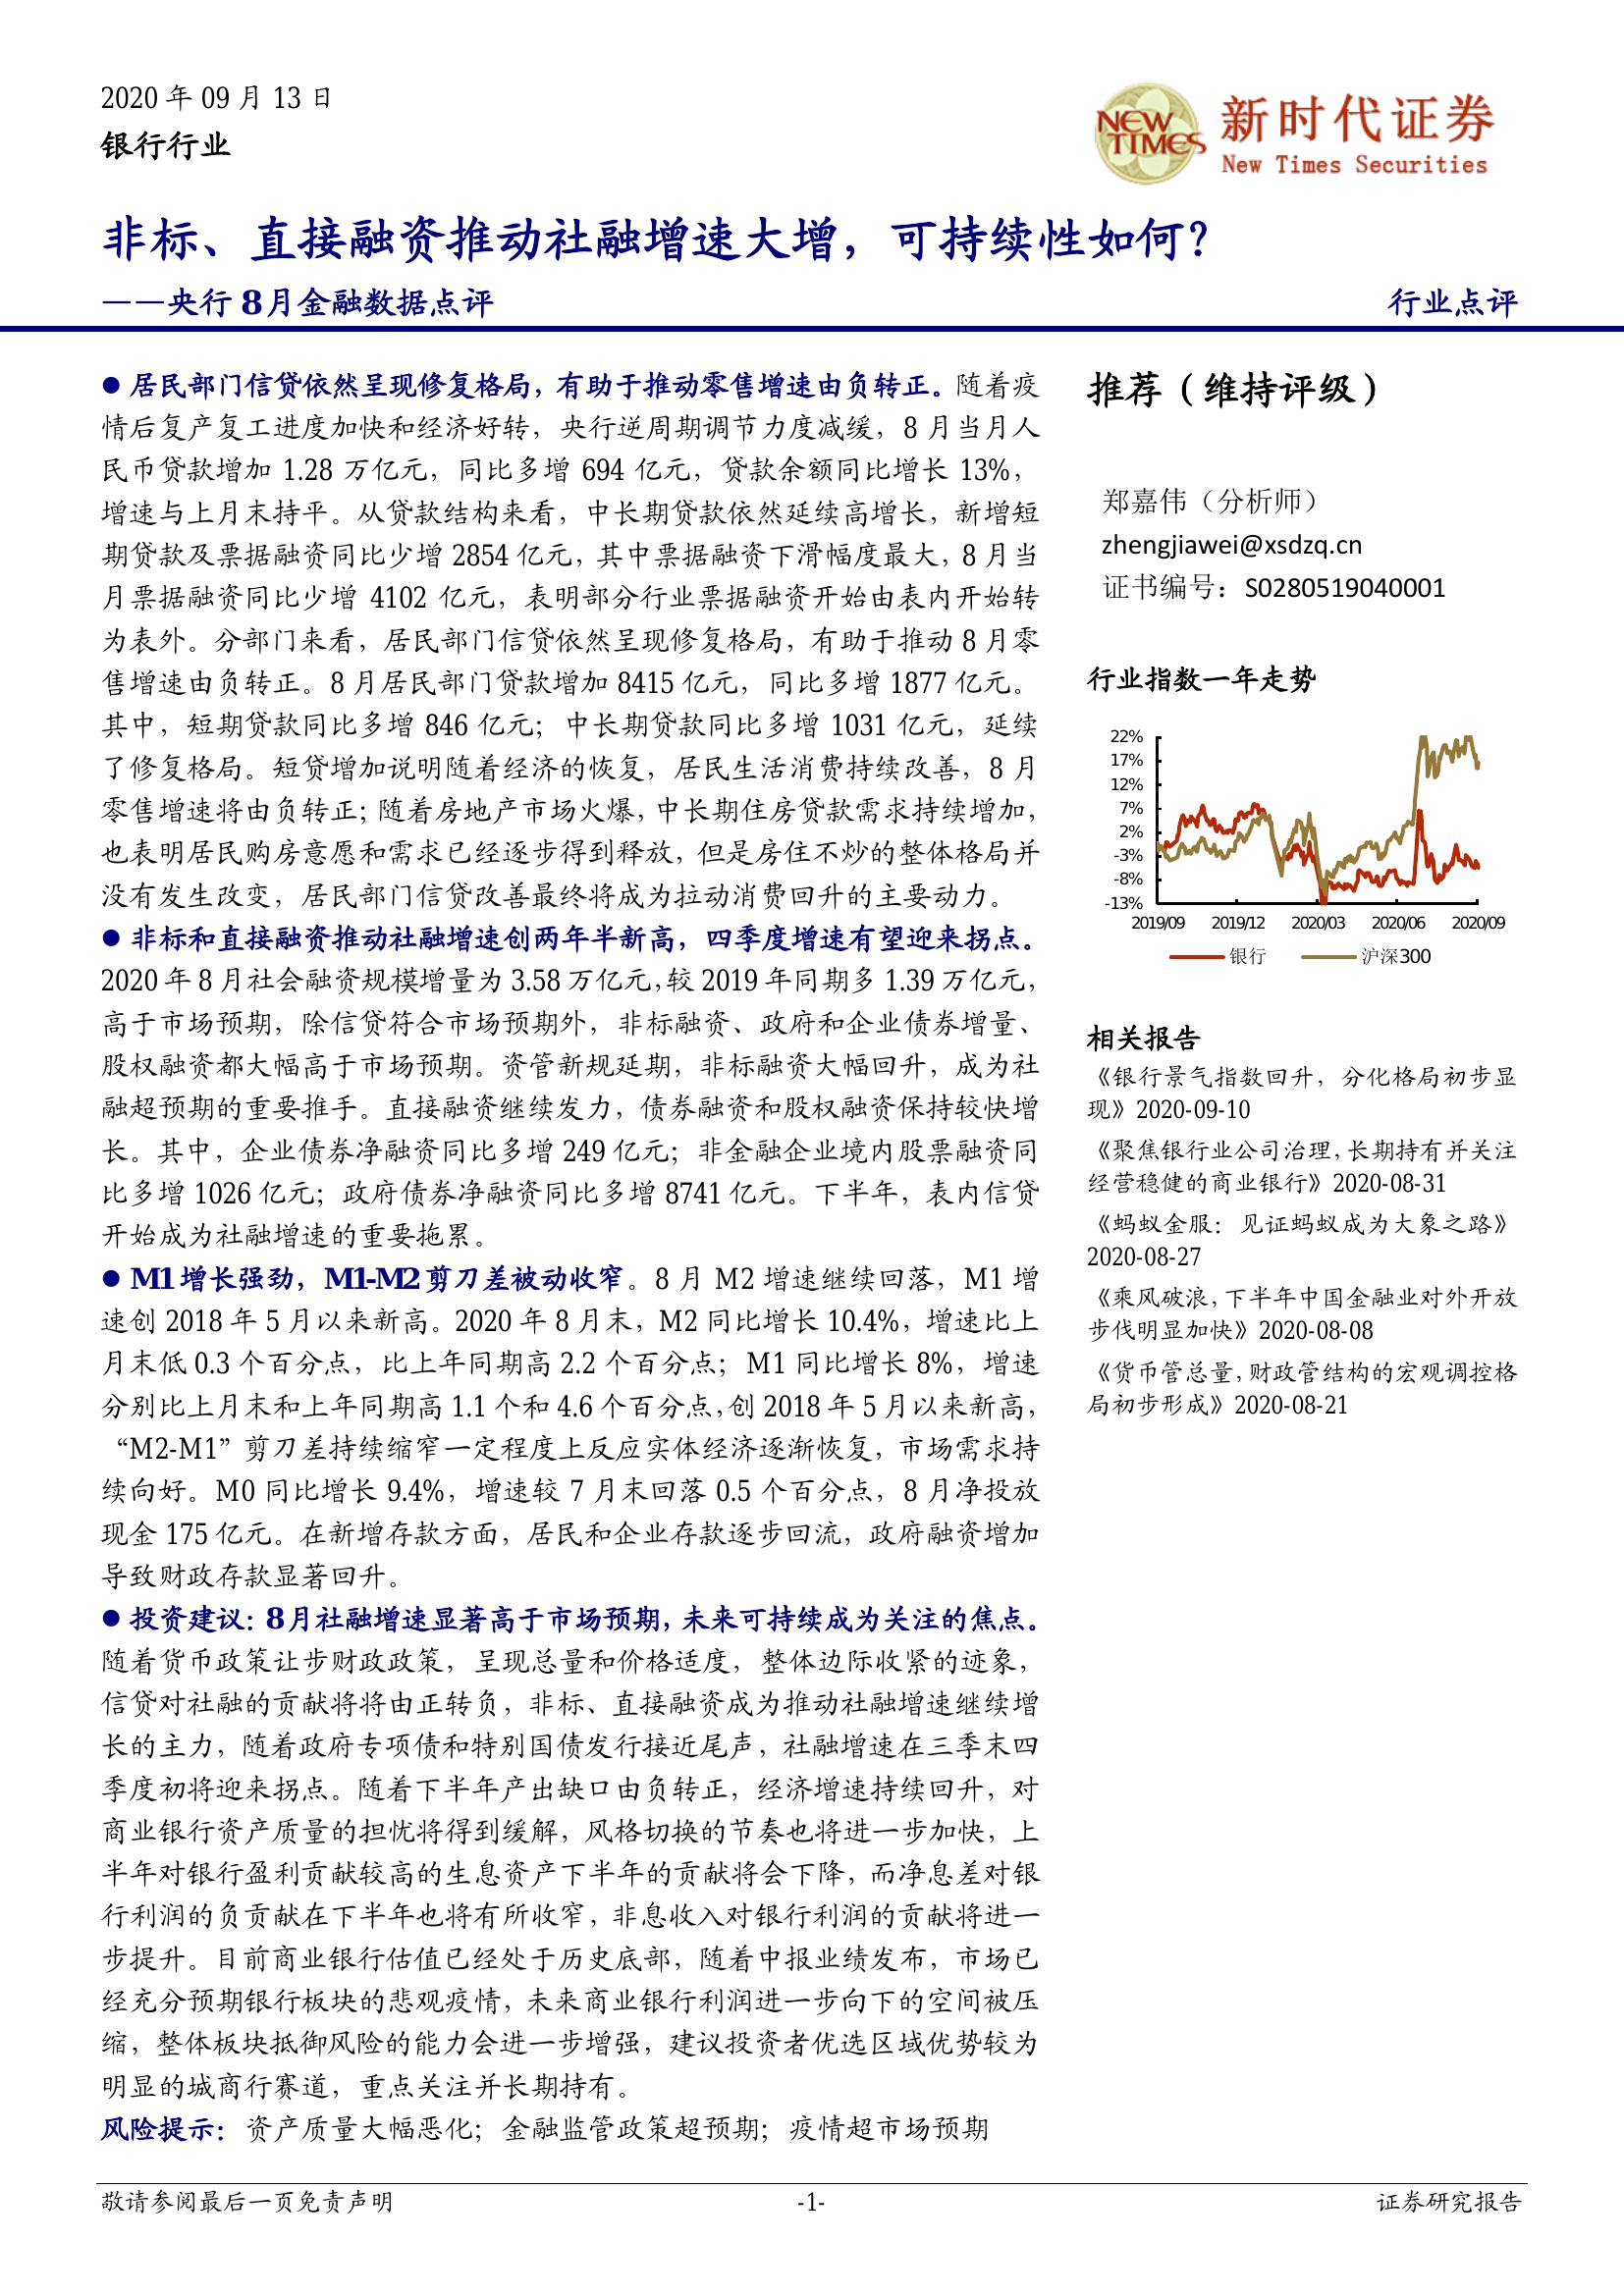 2020 年 09 月 13 日
银行行业
NEW TIMES
新时代证券
New Times Securities
非标、直接融资推动社融增速大增，可持续性如何？
——央行 8月金融数据点评
行业点评
● 居民部门信贷依然呈现修复格局，有助于推动零售增速由负转正。随着疫
情后复产复工进度加快和经济好转，央行逆周期调节力度减缓，8 月当月人
民币贷款增加 1.28 万亿元，同比多增 694 亿元，贷款余额同比增长 13%，
增速与上月末持平。从贷款结构来看，中长期贷款依然延续高增长，新增短
期贷款及票据融资同比少增 2854 亿元，其中票据融资下滑幅度最大，8 月当
月票据融资同比少增 4102 亿元，表明部分行业票据融资开始由表内开始转
为表外。分部门来看，居民部门信贷依然呈现修复格局，有助于推动 8 月零
售增速由负转正。8 月居民部门贷款增加 8415 亿元，同比多增 1877 亿元。
其中，短期贷款同比多增 846 亿元；中长期贷款同比多增 1031 亿元，延续
了修复格局。短贷增加说明随着经济的恢复，居民生活消费持续改善，8 月
零售增速将由负转正；随着房地产市场火爆，中长期住房贷款需求持续增加，
也表明居民购房意愿和需求已经逐步得到释放，但是房住不炒的整体格局并
没有发生改变，居民部门信贷改善最终将成为拉动消费回升的主要动力。
● 非标和直接融资推动社融增速创两年半新高，四季度增速有望迎来拐点。
2020 年 8 月社会融资规模增量为 3.58 万亿元，较 2019 年同期多 1.39 万亿元，
高于市场预期，除信贷符合市场预期外，非标融资、政府和企业债券增量、
股权融资都大幅高于市场预期。资管新规延期，非标融资大幅回升，成为社
融超预期的重要推手。直接融资继续发力，债券融资和股权融资保持较快增
长。其中，企业债券净融资同比多增 249 亿元；非金融企业境内股票融资同
比多增 1026 亿元；政府债券净融资同比多增 8741 亿元。下半年，表内信贷
开始成为社融增速的重要拖累。
● M1增长强劲，M1-M2剪刀差被动收窄。8 月 M2 增速继续回落，M1 增
速创 2018 年 5 月以来新高。2020 年 8 月末，M2 同比增长 10.4%，增速比上
月末低 0.3 个百分点，比上年同期高 2.2 个百分点；M1 同比增长 8%，增速
分别比上月末和上年同期高 1.1 个和 4.6 个百分点，创 2018 年 5 月以来新高，
“M2-M1”剪刀差持续缩窄一定程度上反应实体经济逐渐恢复，市场需求持
续向好。M0 同比增长 9.4%，增速较 7 月末回落 0.5 个百分点，8 月净投放
现金 175 亿元。在新增存款方面，居民和企业存款逐步回流，政府融资增加
导致财政存款显著回升。
● 投资建议：8月社融增速显著高于市场预期，未来可持续成为关注的焦点。
随着货币政策让步财政政策，呈现总量和价格适度，整体边际收紧的迹象，
信贷对社融的贡献将将由正转负，非标、直接融资成为推动社融增速继续增
长的主力，随着政府专项债和特别国债发行接近尾声，社融增速在三季末四
季度初将迎来拐点。随着下半年产出缺口由负转正，经济增速持续回升，对
商业银行资产质量的担忧将得到缓解，风格切换的节奏也将进一步加快，上
半年对银行盈利贡献较高的生息资产下半年的贡献将会下降，而净息差对银
行利润的负贡献在下半年也将有所收窄，非息收入对银行利润的贡献将进一
步提升。目前商业银行估值已经处于历史底部，随着中报业绩发布，市场已
经充分预期银行板块的悲观疫情，未来商业银行利润进一步向下的空间被压
缩，整体板块抵御风险的能力会进一步增强，建议投资者优选区域优势较为
明显的城商行赛道，重点关注并长期持有。
风险提示：资产质量大幅恶化；金融监管政策超预期；疫情超市场预期
推荐（维持评级）
郑嘉伟（分析师）
zhengjiawei@xsdzq.cn
证书编号：S0280519040001
行业指数一年走势
22%
17%
12%
7%
2%
-3%
-8%
-13%
2019/09 2019/12 2020/03 2020/06 2020/09
银行 沪深300
相关报告
《银行景气指数回升，分化格局初步显
现》2020-09-10
《聚焦银行业公司治理，长期持有并关注
经营稳健的商业银行》2020-08-31
《蚂蚁金服：见证蚂蚁成为大象之路》
2020-08-27
《乘风破浪，下半年中国金融业对外开放
步伐明显加快》2020-08-08
《货币管总量，财政管结构的宏观调控格
局初步形成》2020-08-21
敬请参阅最后一页免责声明
-1-
证券研究报告